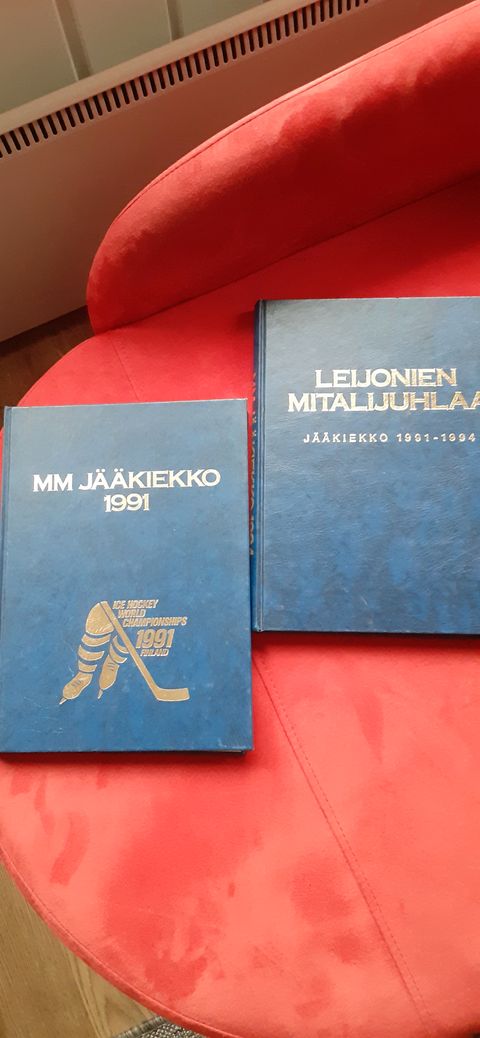 LEIJONIEN
MITALIJUHLAA
JÄÄKIEKKO 1991-1994
MM JÄÄKIEKKO
1991
ICE HOCKEY
WORLD
CHAMPIONSHIPS
1991
FINLAND